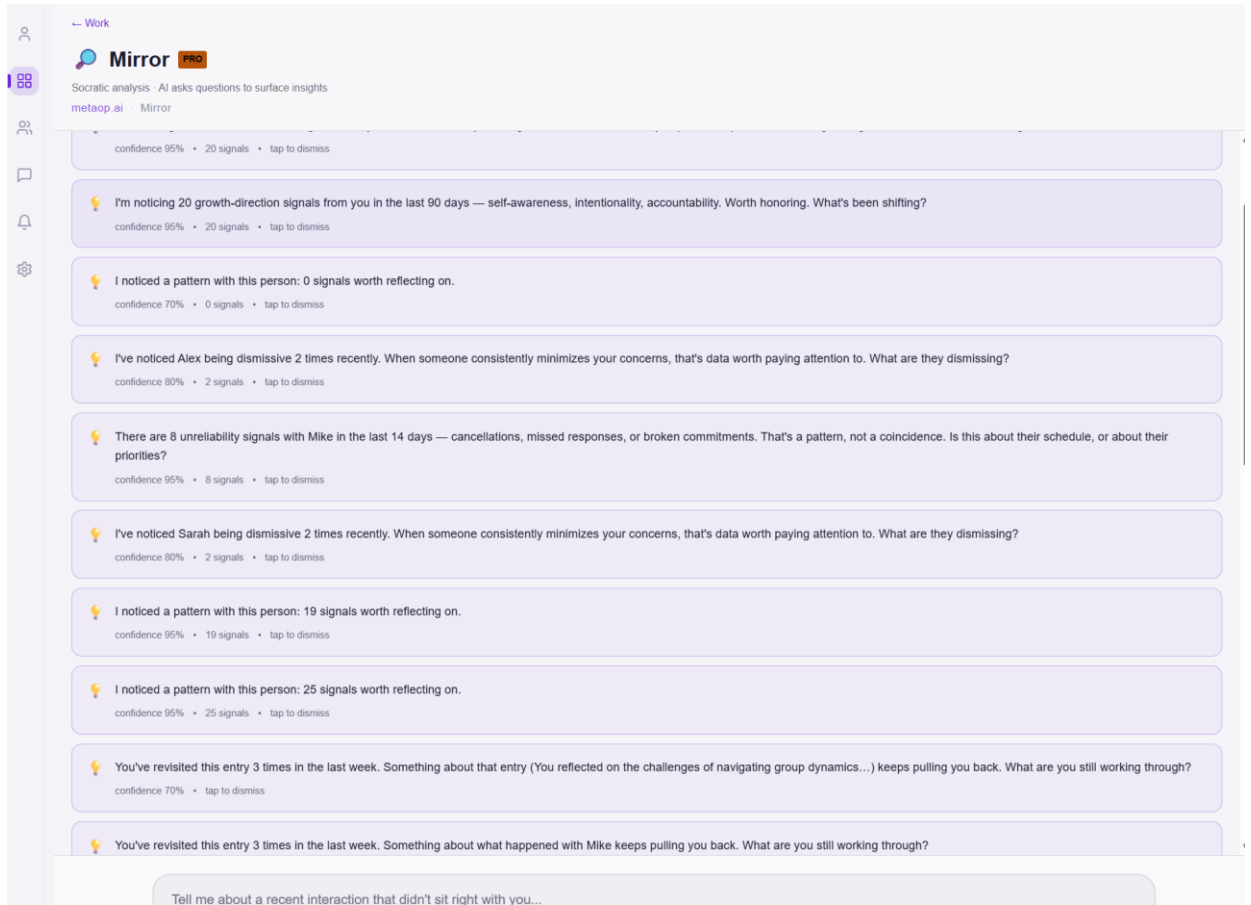 ← Work
Mirror PRO
Socratic analysis · AI asks questions to surface insights
metaop.ai · Mirror
confidence 95% • 20 signals • tap to dismiss
I'm noticing 20 growth-direction signals from you in the last 90 days — self-awareness, intentionality, accountability. Worth honoring. What's been shifting?
confidence 95% • 20 signals • tap to dismiss
I noticed a pattern with this person: 0 signals worth reflecting on.
confidence 70% • 0 signals • tap to dismiss
I've noticed Alex being dismissive 2 times recently. When someone consistently minimizes your concerns, that's data worth paying attention to. What are they dismissing?
confidence 80% • 2 signals • tap to dismiss
There are 8 unreliability signals with Mike in the last 14 days — cancellations, missed responses, or broken commitments. That's a pattern, not a coincidence. Is this about their schedule, or about their
priorities?
confidence 95% • 8 signals • tap to dismiss
I've noticed Sarah being dismissive 2 times recently. When someone consistently minimizes your concerns, that's data worth paying attention to. What are they dismissing?
confidence 80% • 2 signals • tap to dismiss
I noticed a pattern with this person: 19 signals worth reflecting on.
confidence 95% • 19 signals • tap to dismiss
I noticed a pattern with this person: 25 signals worth reflecting on.
confidence 95% • 25 signals • tap to dismiss
You've revisited this entry 3 times in the last week. Something about that entry (You reflected on the challenges of navigating group dynamics…) keeps pulling you back. What are you still working through?
confidence 70% • tap to dismiss
You've revisited this entry 3 times in the last week. Something about what happened with Mike keeps pulling you back. What are you still working through?
Tell me about a recent interaction that didn't sit right with you...